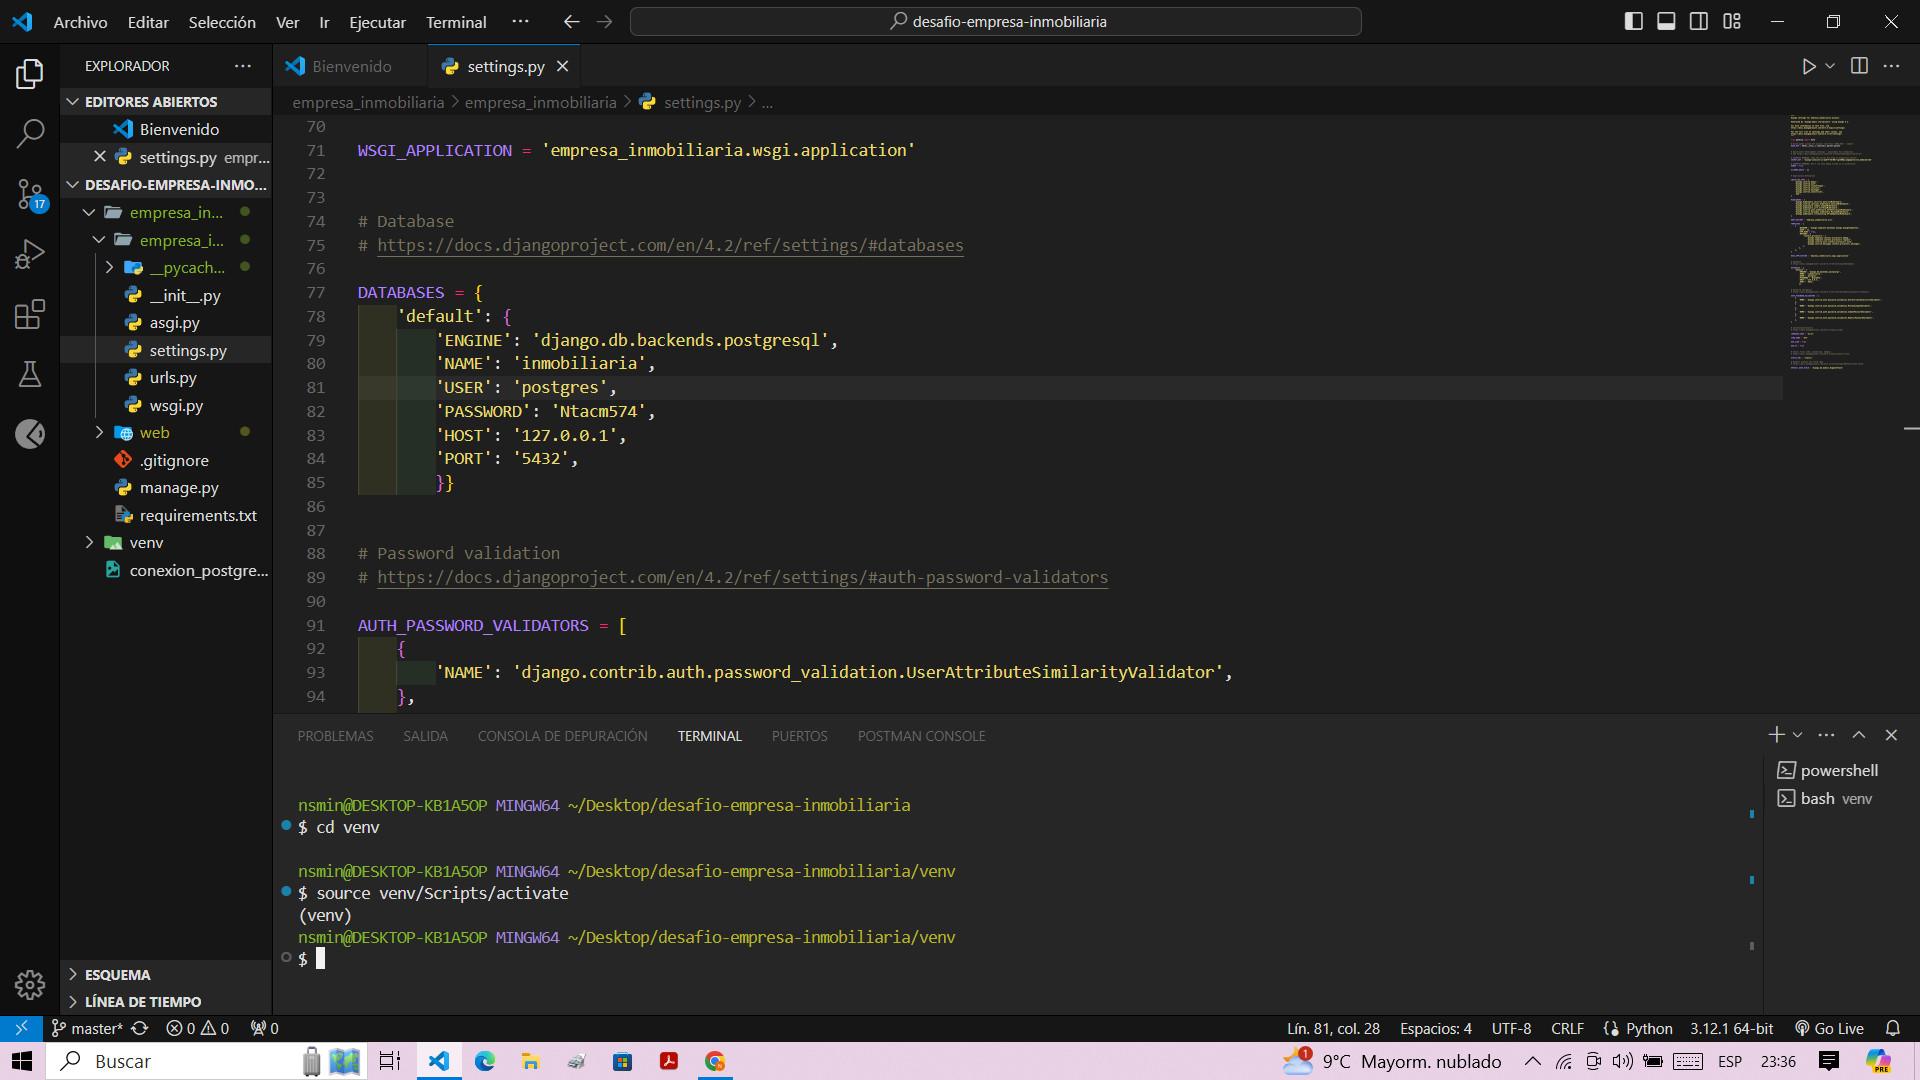 Archivo Editar Selección Ver Ir Ejecutar Terminal ··· desafio-empresa-inmobiliaria
EXPLORADOR ···
EDITORES ABIERTOS
Bienvenido
settings.py empr...
DESAFIO-EMPRESA-INMO...
empresa_in...
empresa_i...
__pycach...
__init__.py
asgi.py
settings.py
urls.py
wsgi.py
web
.gitignore
manage.py
requirements.txt
venv
conexion_postgre...
ESQUEMA
LÍNEA DE TIEMPO
17
Bienvenido settings.py
empresa_inmobiliaria > empresa_inmobiliaria > settings.py > ...
70
71 WSGI_APPLICATION = 'empresa_inmobiliaria.wsgi.application'
72
73
74 # Database
75 # https://docs.djangoproject.com/en/4.2/ref/settings/#databases
76
77 DATABASES = {
78 'default': {
79 'ENGINE': 'django.db.backends.postgresql',
80 'NAME': 'inmobiliaria',
81 'USER': 'postgres',
82 'PASSWORD': 'Ntacm574',
83 'HOST': '127.0.0.1',
84 'PORT': '5432',
85 }}
86
87
88 # Password validation
89 # https://docs.djangoproject.com/en/4.2/ref/settings/#auth-password-validators
90
91 AUTH_PASSWORD_VALIDATORS = [
92 {
93 'NAME': 'django.contrib.auth.password_validation.UserAttributeSimilarityValidator',
94 },
PROBLEMAS SALIDA CONSOLA DE DEPURACIÓN TERMINAL PUERTOS POSTMAN CONSOLE
nsmin@DESKTOP-KB1A5OP MINGW64 ~/Desktop/desafio-empresa-inmobiliaria
$ cd venv
nsmin@DESKTOP-KB1A5OP MINGW64 ~/Desktop/desafio-empresa-inmobiliaria/venv
$ source venv/Scripts/activate
(venv)
nsmin@DESKTOP-KB1A5OP MINGW64 ~/Desktop/desafio-empresa-inmobiliaria/venv
$
powershell
bash venv
master* 0 0 0 Lín. 81, col. 28 Espacios: 4 UTF-8 CRLF Python 3.12.1 64-bit Go Live
Buscar 1 9°C Mayorm. nublado ESP 23:36 PRE